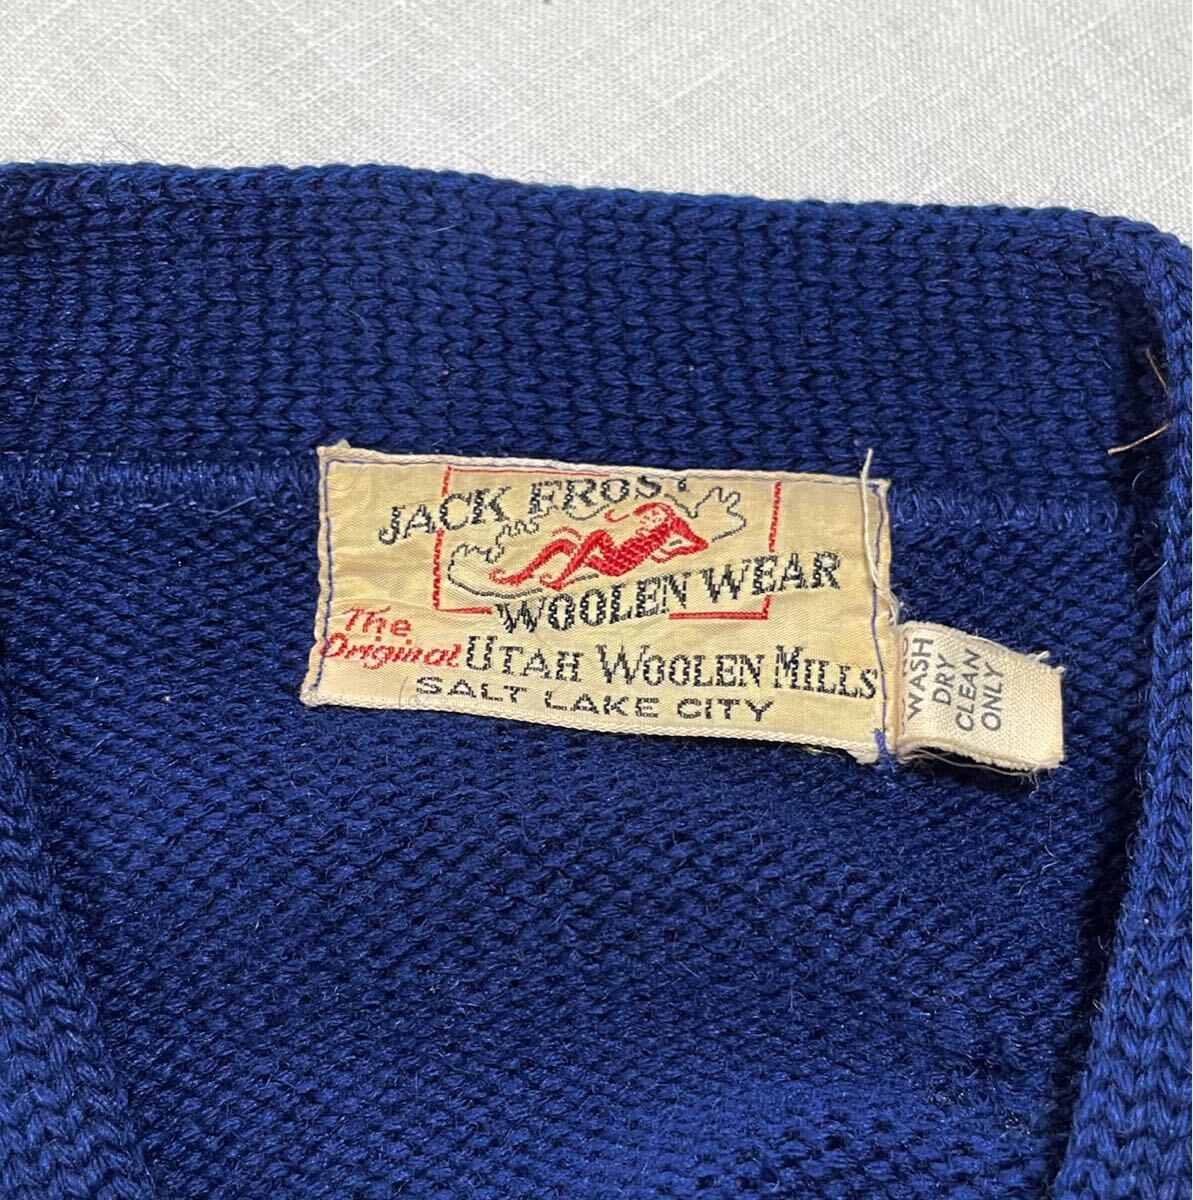 JACK FROST
WOOLEN WEAR
The
Original UTAH WOOLEN MILLS
SALT LAKE CITY
WASH
DRY
CLEAN
ONLY